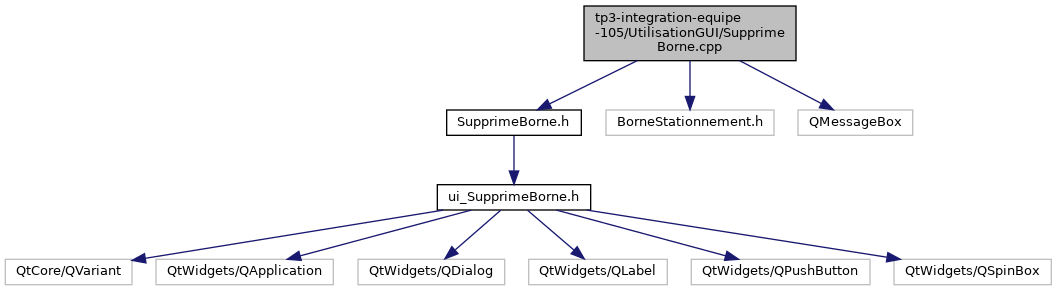 tp3-integration-equipe
-105/UtilisationGUI/Supprime
Borne.cpp
SupprimeBorne.h
BorneStationnement.h
QMessageBox
ui_SupprimeBorne.h
QtCore/QVariant
QtWidgets/QApplication
QtWidgets/QDialog
QtWidgets/QLabel
QtWidgets/QPushButton
QtWidgets/QSpinBox